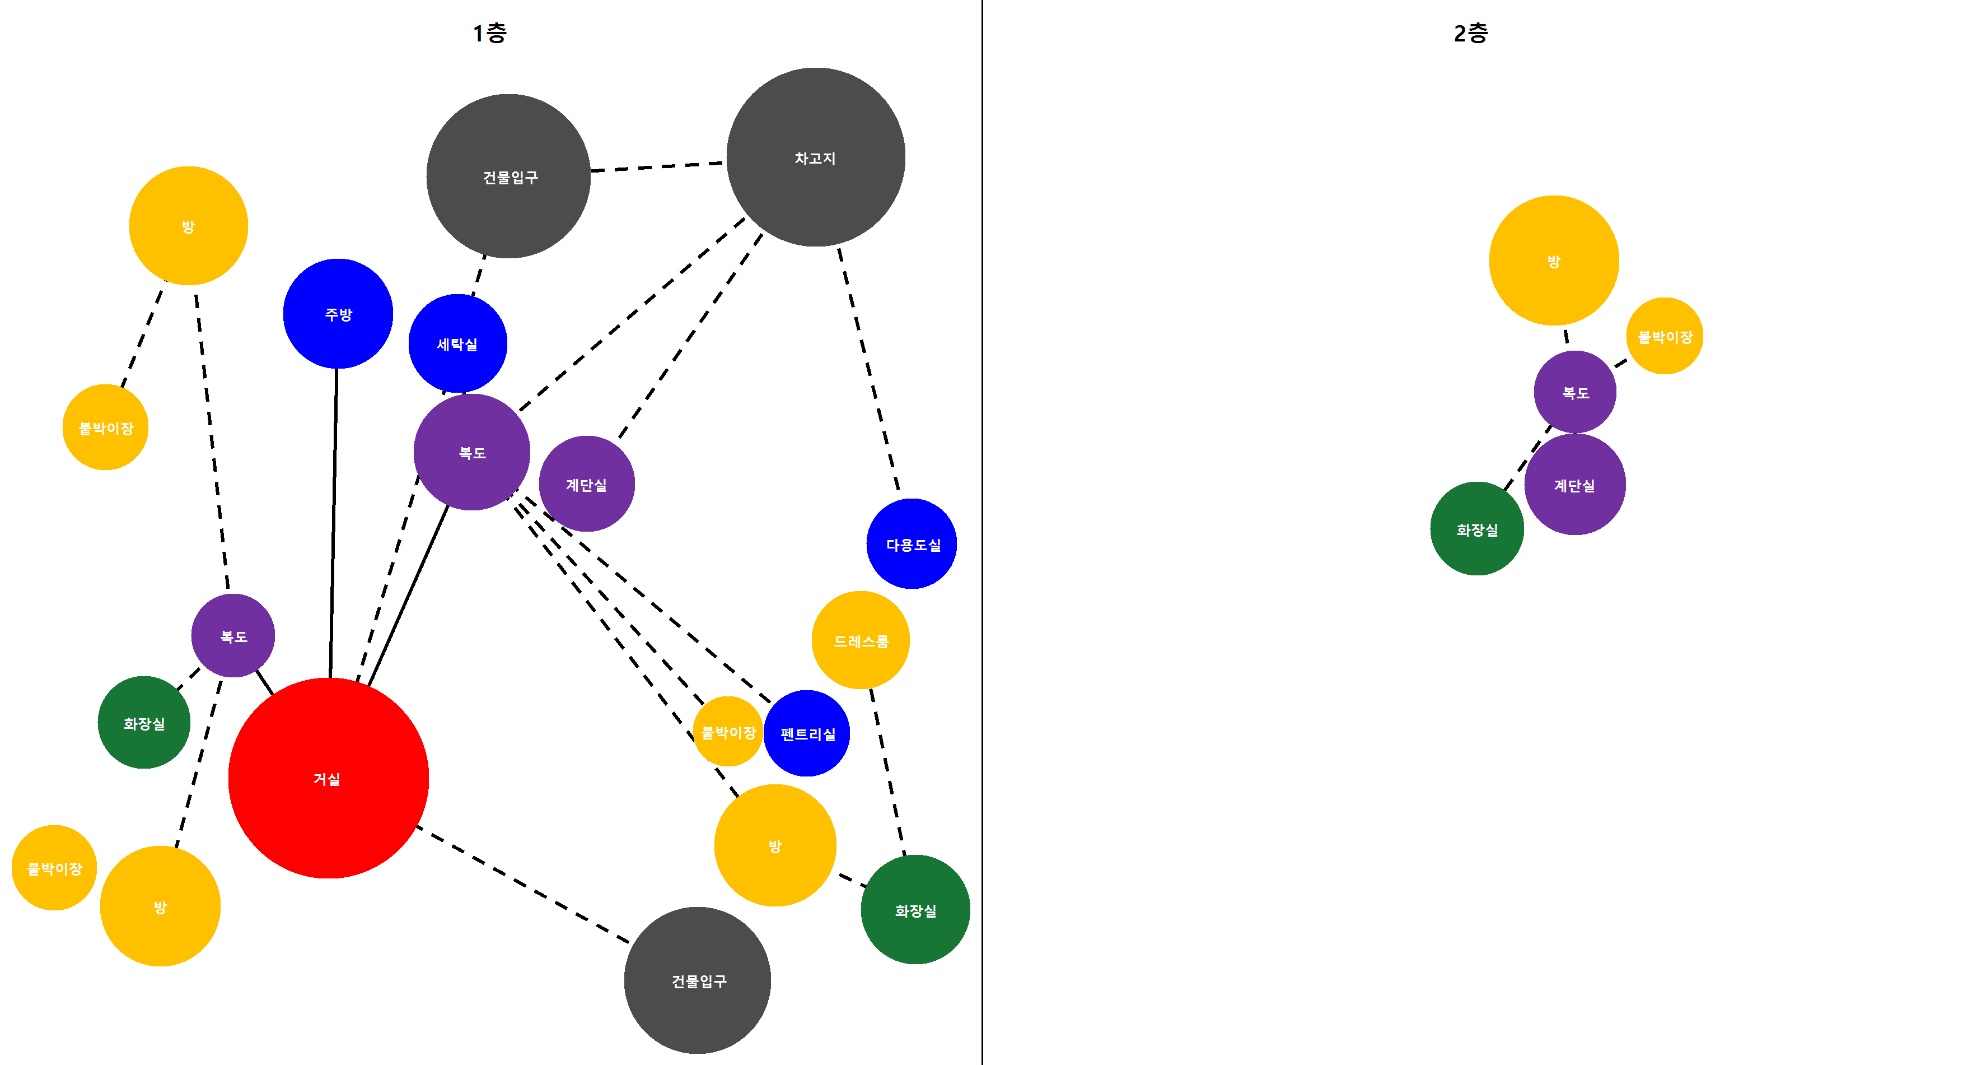 1층
2층
차고지
건물입구
방
주방
세탁실
붙박이장
복도
계단실
다용도실
복도
드레스룸
화장실
붙박이장
펜트리실
거실
방
붙박이장
방
화장실
건물입구
방
붙박이장
복도
계단실
화장실